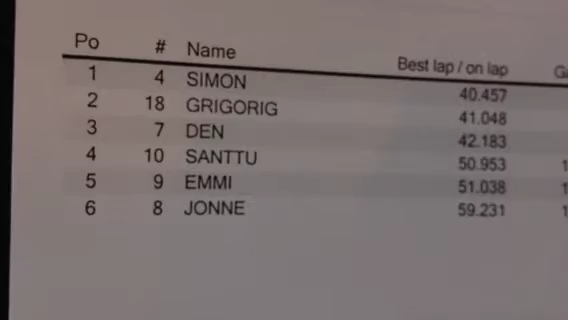 Po # Name Best lap / on lap
1 4 SIMON 40.457
2 18 GRIGORIG 41.048
3 7 DEN 42.183
4 10 SANTTU 50.953
5 9 EMMI 51.038
6 8 JONNE 59.231